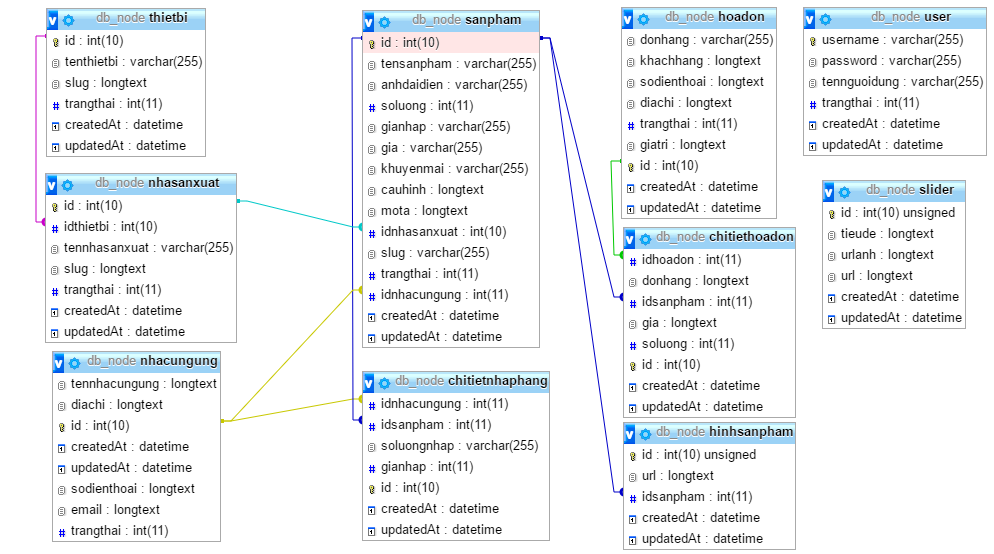 db_node thietbi
id : int(10)
tenthietbi : varchar(255)
slug : longtext
trangthai : int(11)
createdAt : datetime
updatedAt : datetime
db_node nhasanxuat
id : int(10)
idthietbi : int(10)
tennhasanxuat : varchar(255)
slug : longtext
trangthai : int(11)
createdAt : datetime
updatedAt : datetime
db_node nhacungung
tennhacungung : longtext
diachi : longtext
id : int(10)
createdAt : datetime
updatedAt : datetime
sodienthoai : longtext
email : longtext
trangthai : int(11)
db_node sanpham
id : int(10)
tensanpham : varchar(255)
anhdaidien : varchar(255)
soluong : int(11)
gianhap : varchar(255)
gia : varchar(255)
khuyenmai : varchar(255)
cauhinh : longtext
mota : longtext
idnhasanxuat : int(10)
slug : varchar(255)
trangthai : int(11)
idnhacungung : int(11)
createdAt : datetime
updatedAt : datetime
db_node chitietnhaphang
idnhacungung : int(11)
idsanpham : int(11)
soluongnhap : varchar(255)
gianhap : int(11)
id : int(10)
createdAt : datetime
updatedAt : datetime
db_node hoadon
donhang : varchar(255)
khachhang : longtext
sodienthoai : longtext
diachi : longtext
trangthai : int(11)
giatri : longtext
id : int(10)
createdAt : datetime
updatedAt : datetime
db_node chitiethoadon
idhoadon : int(11)
donhang : longtext
idsanpham : int(11)
gia : longtext
soluong : int(11)
id : int(10)
createdAt : datetime
updatedAt : datetime
db_node hinhsanpham
id : int(10) unsigned
url : longtext
idsanpham : int(11)
createdAt : datetime
updatedAt : datetime
db_node user
username : varchar(255)
password : varchar(255)
tennguoidung : varchar(255)
trangthai : int(11)
createdAt : datetime
updatedAt : datetime
db_node slider
id : int(10) unsigned
tieude : longtext
urlanh : longtext
url : longtext
createdAt : datetime
updatedAt : datetime